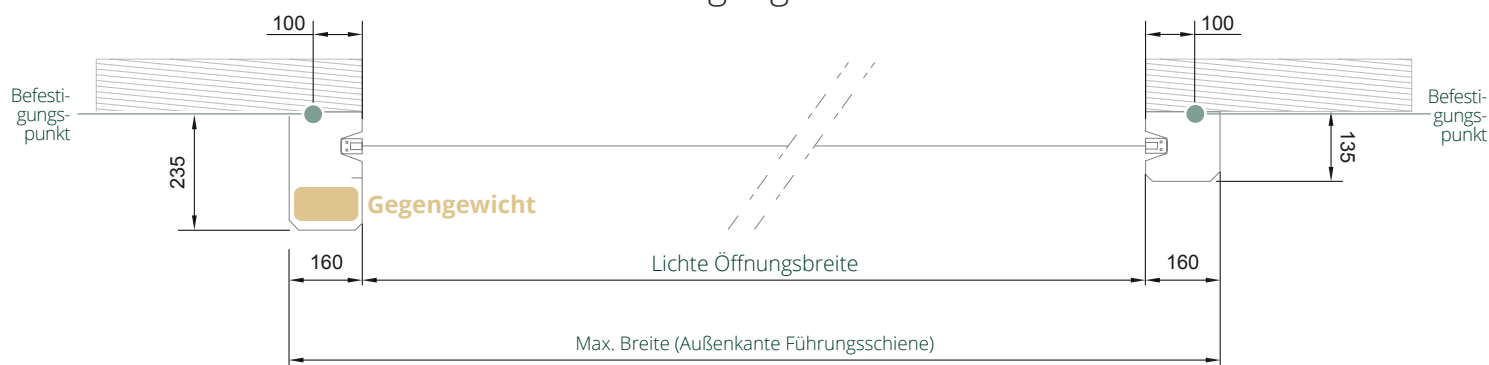 100
100
Befesti-
gungs-
punkt
Befesti-
gungs-
punkt
235
135
Gegengewicht
160
Lichte Öffnungsbreite
160
Max. Breite (Außenkante Führungsschiene)